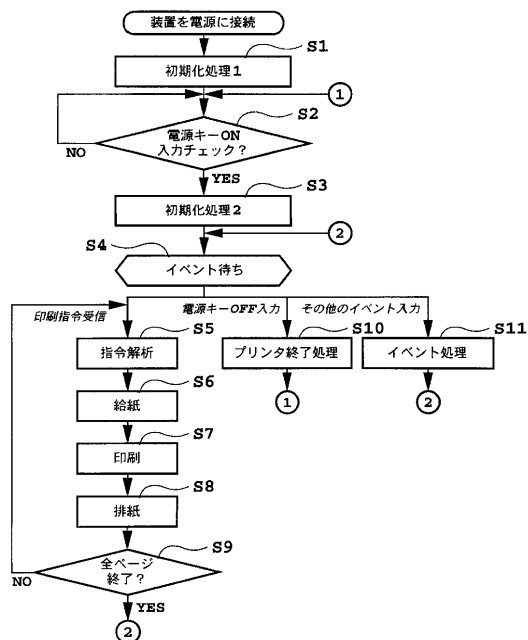 装置を電源に接続
S1
初期化処理1
1
S2
電源キーON
入力チェック?
NO
YES
S3
初期化処理2
2
S4
イベント待ち
印刷指令受信
電源キーOFF入力
その他のイベント入力
S5
指令解析
S10
プリンタ終了処理
S11
イベント処理
S6
給紙
1
2
S7
印刷
S8
排紙
S9
全ページ
終了?
NO
YES
2